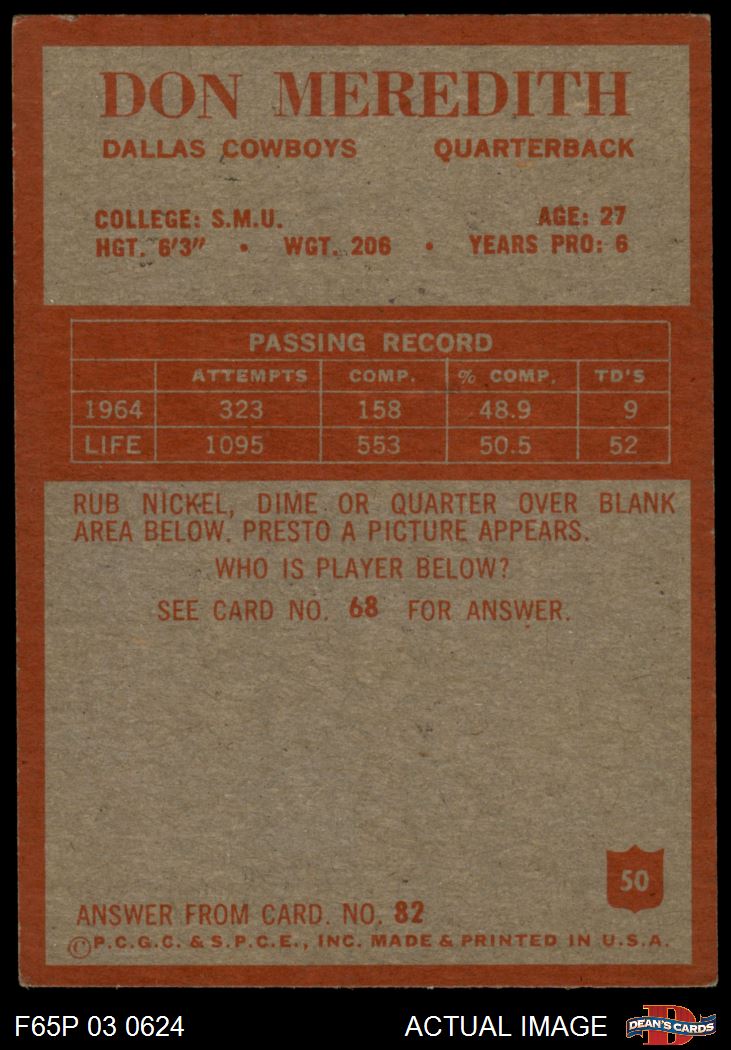 DON MEREDITH
DALLAS COWBOYS QUARTERBACK
COLLEGE: S.M.U. AGE: 27
HGT. 6'3" • WGT. 206 • YEARS PRO: 6
PASSING RECORD
ATTEMPTS COMP. % COMP. TD'S
1964 323 158 48.9 9
LIFE 1095 553 50.5 52
RUB NICKEL, DIME OR QUARTER OVER BLANK
AREA BELOW. PRESTO A PICTURE APPEARS.
WHO IS PLAYER BELOW?
SEE CARD NO. 68 FOR ANSWER.
50
ANSWER FROM CARD. NO. 82
©P.C.G.C. & S.P.C.E., INC. MADE & PRINTED IN U.S.A.
F65P 03 0624 ACTUAL IMAGE D DEAN'S CARDS